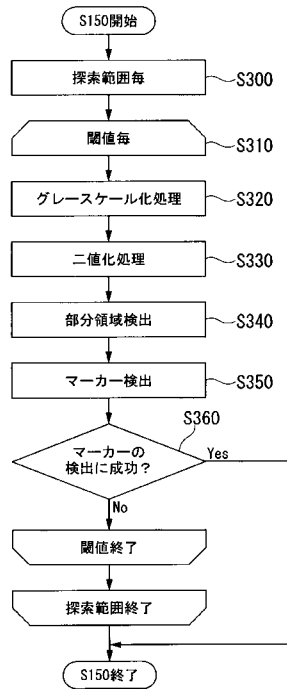 S150開始
探索範囲毎
S300
閾値毎
S310
グレースケール化処理
S320
二値化処理
S330
部分領域検出
S340
マーカー検出
S350
S360
マーカーの
検出に成功?
Yes
No
閾値終了
探索範囲終了
S150終了